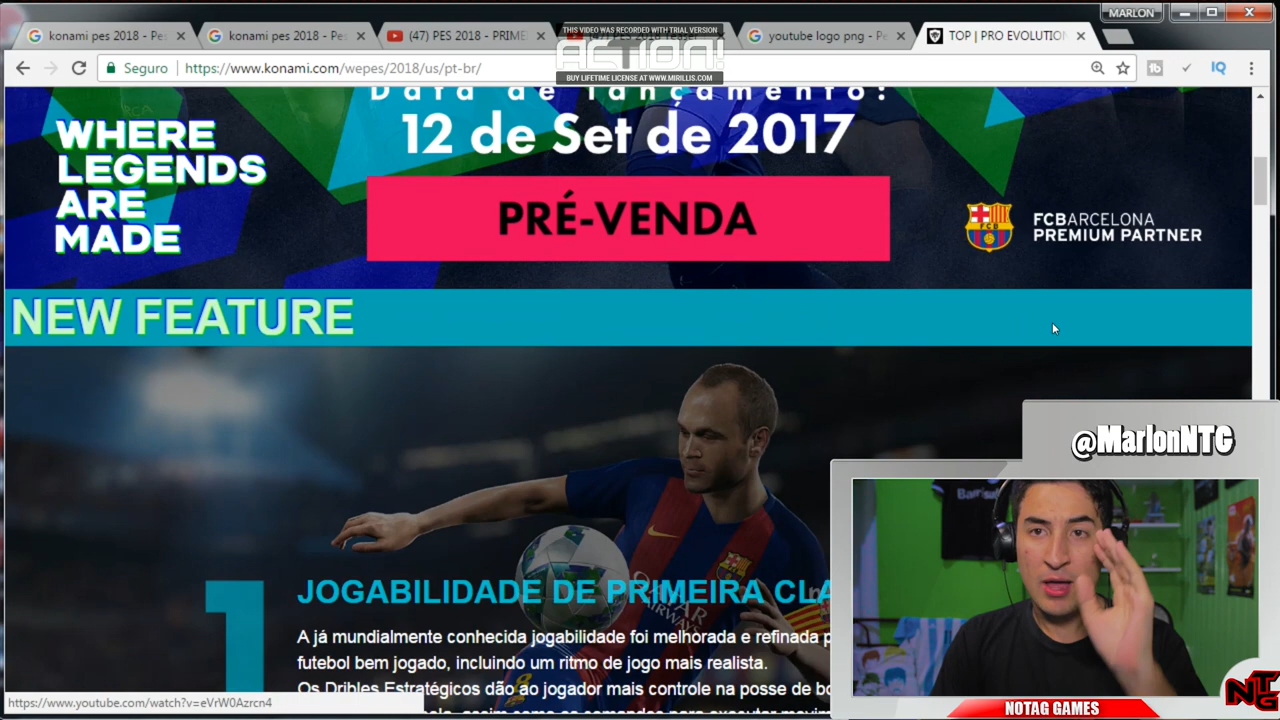 MARLON
konami pes 2018 - Pes
konami pes 2018 - Pes
(47) PES 2018 - PRIME
youtube logo png - Pe
TOP | PRO EVOLUTION
THIS VIDEO WAS RECORDED WITH TRIAL VERSION
ACTION!
BUY LIFETIME LICENSE AT WWW.MIRILLIS.COM
Seguro
https://www.konami.com/wepes/2018/us/pt-br/
Data de lançamento:
12 de Set de 2017
WHERE
LEGENDS
ARE
MADE
PRÉ-VENDA
FCBARCELONA
PREMIUM PARTNER
NEW FEATURE
1
JOGABILIDADE DE PRIMEIRA CLA
A já mundialmente conhecida jogabilidade foi melhorada e refinada p
futebol bem jogado, incluindo um ritmo de jogo mais realista.
Os Dribles Estratégicos dão ao jogador mais controle na posse de bo
https://www.youtube.com/watch?v=eVrW0Azrcn4
@MarlonNTG
NOTAG GAMES
NTG